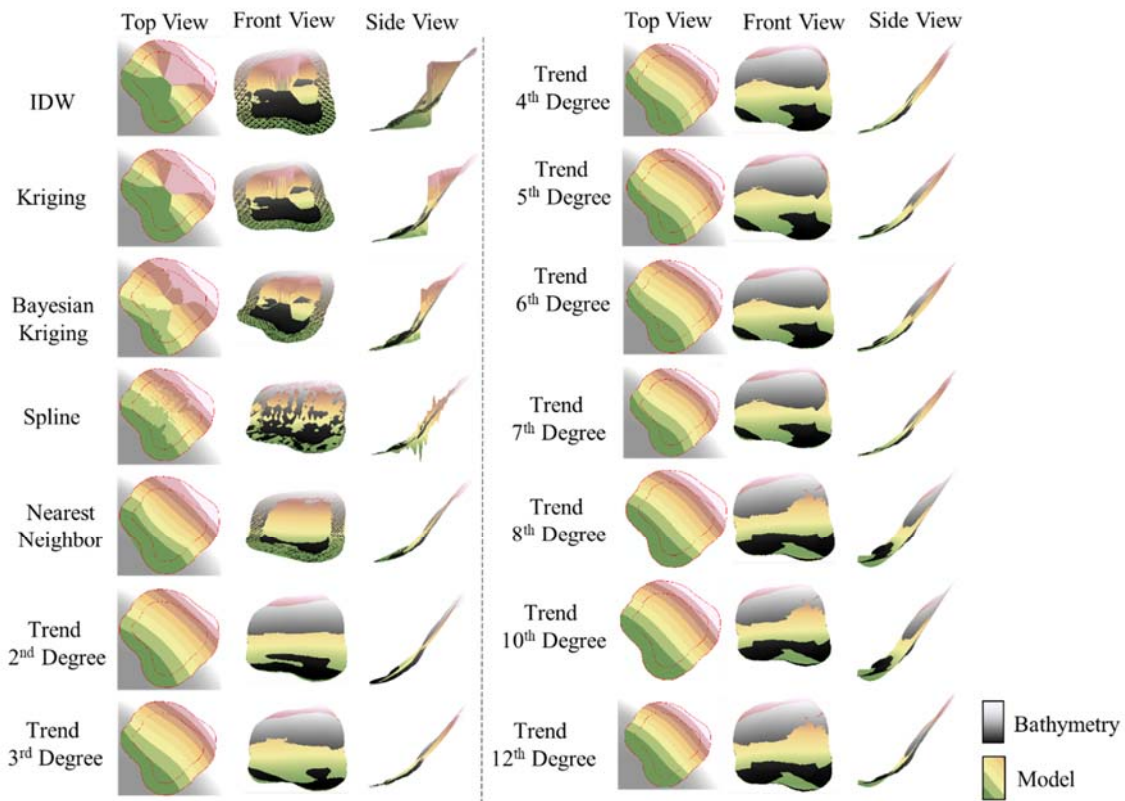 Top View Front View Side View
IDW
Kriging
Bayesian
Kriging
Spline
Nearest
Neighbor
Trend
2nd Degree
Trend
3rd Degree
Top View Front View Side View
Trend
4th Degree
Trend
5th Degree
Trend
6th Degree
Trend
7th Degree
Trend
8th Degree
Trend
10th Degree
Trend
12th Degree
Bathymetry
Model